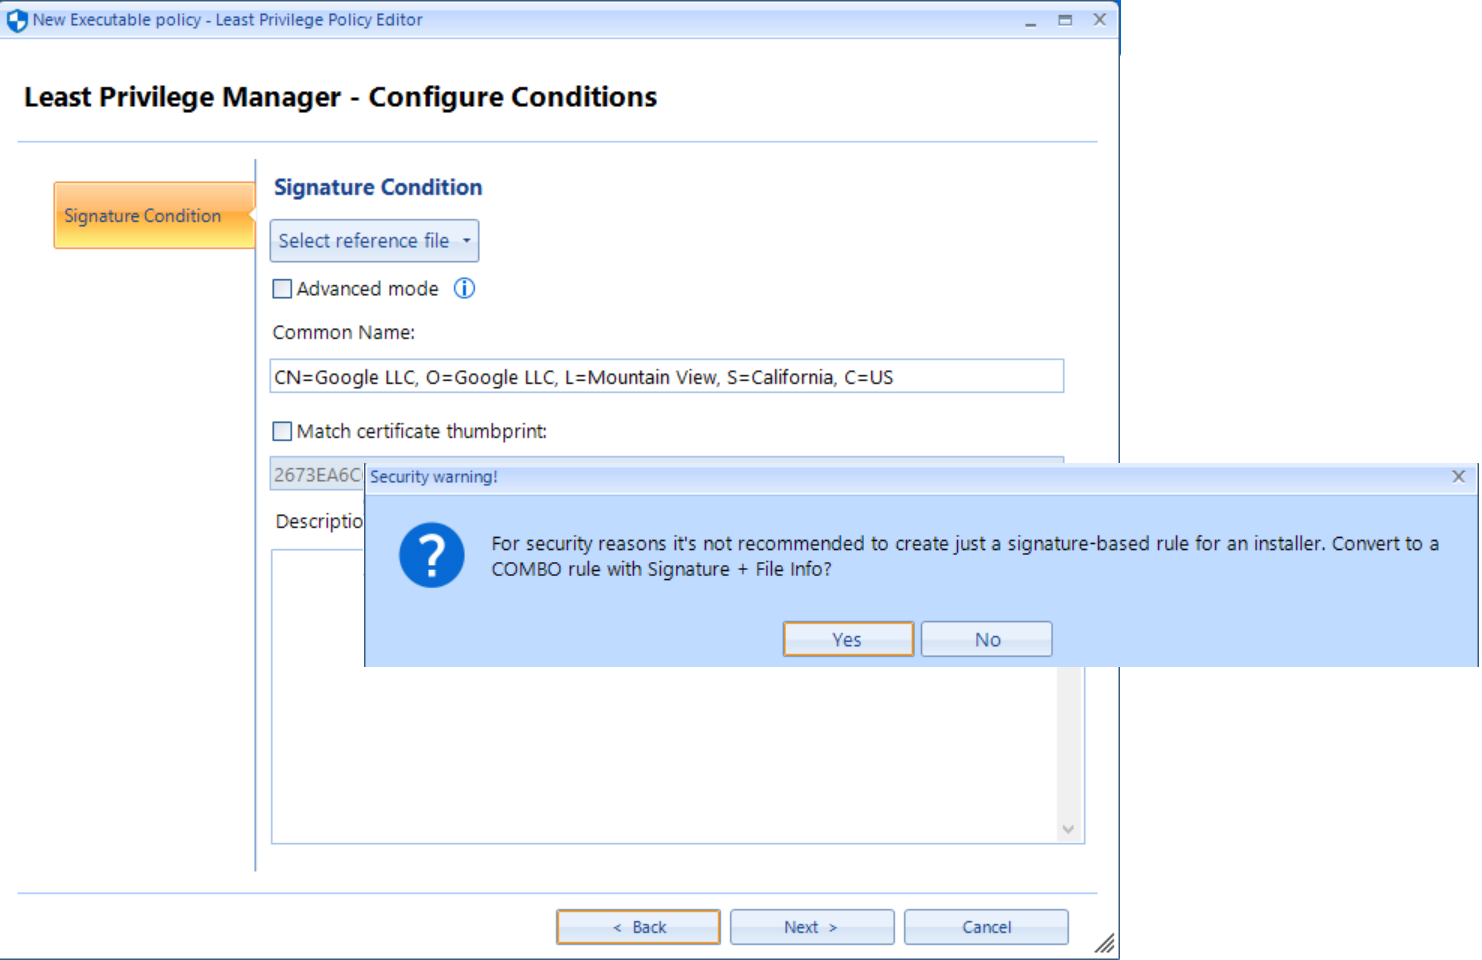 New Executable policy - Least Privilege Policy Editor
Least Privilege Manager - Configure Conditions
Signature Condition
Signature Condition
Select reference file
Advanced mode
Common Name:
CN=Google LLC, O=Google LLC, L=Mountain View, S=California, C=US
Match certificate thumbprint:
2673EA6C
Security warning!
Descriptio
For security reasons it's not recommended to create just a signature-based rule for an installer. Convert to a
COMBO rule with Signature + File Info?
Yes
No
< Back
Next >
Cancel